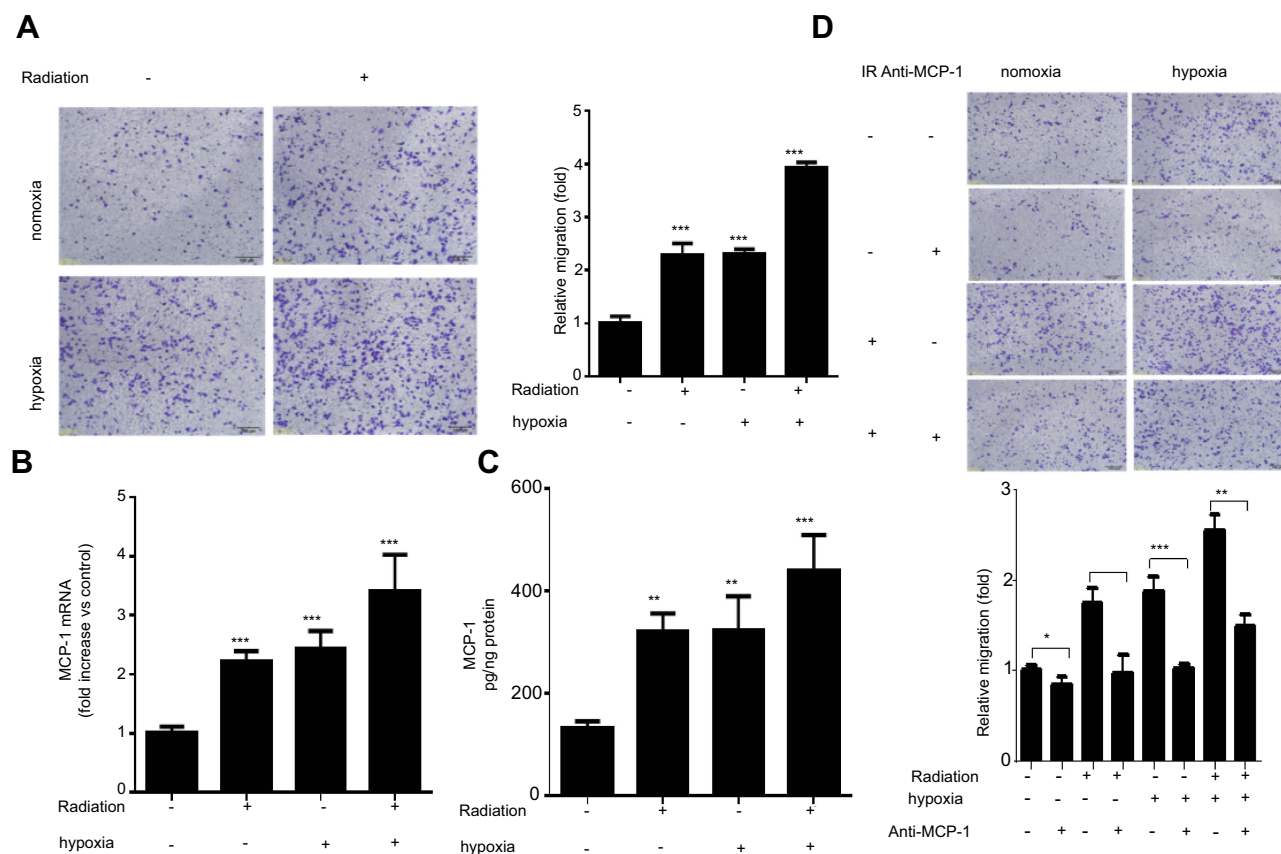 A
Radiation - +
nomoxia
hypoxia
Relative migration (fold)
5
4
3
2
1
0
***
***
***
Radiation - + - +
hypoxia - - + +
B
MCP-1 mRNA
(fold increase vs control)
5
4
3
2
1
0
***
***
***
Radiation - + - +
hypoxia - - + +
C
MCP-1
pg/ng protein
600
400
200
0
**
**
***
Radiation - + - +
hypoxia - - + +
D
IR Anti-MCP-1 nomoxia hypoxia
- -
- +
+ -
+ +
Relative migration (fold)
3
2
1
0
*
***
**
Radiation - - + + - - + +
hypoxia - - - - + + + +
Anti-MCP-1 - + - + - + - +